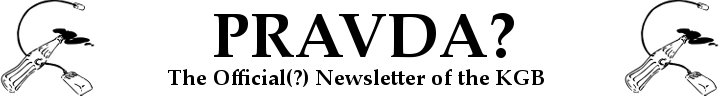 PRAVDA?
The Official(?) Newsletter of the KGB